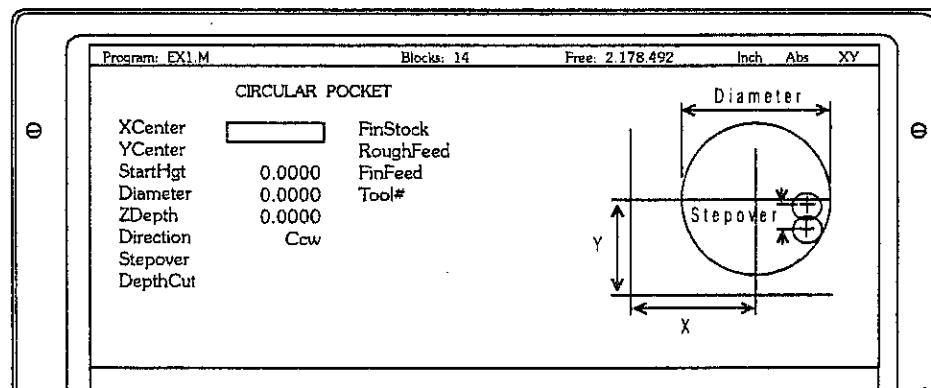 Program: EX1.M Blocks: 14 Free: 2.178.492 Inch Abs XY
CIRCULAR POCKET
XCenter FinStock
YCenter RoughFeed
StartHgt 0.0000 FinFeed
Diameter 0.0000 Tool#
ZDepth 0.0000
Direction Ccw
Stepover
DepthCut
Diameter
Stepover
Y
X